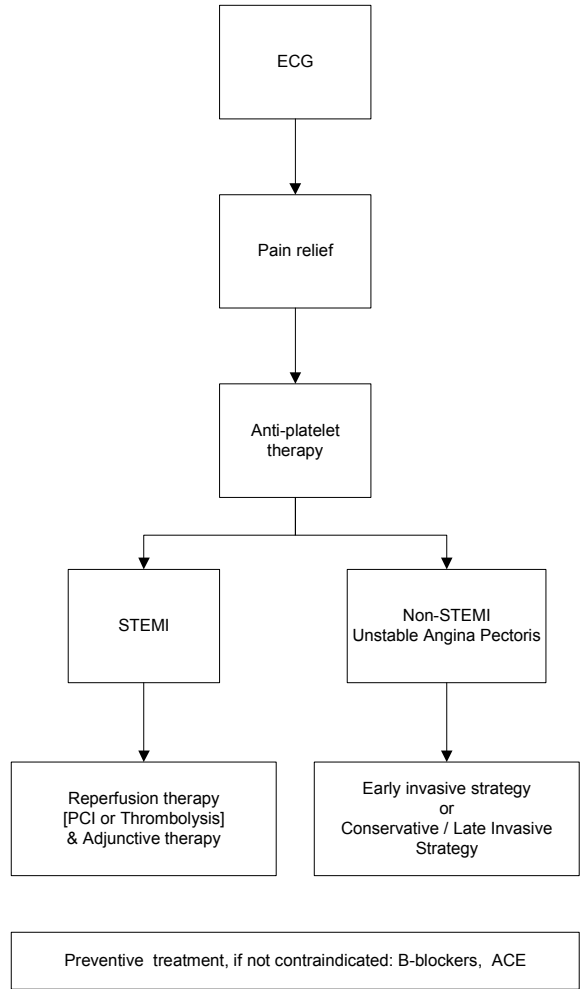 ECG
Pain relief
Anti-platelet
therapy
STEMI
Non-STEMI
Unstable Angina Pectoris
Reperfusion therapy
[PCI or Thrombolysis]
& Adjunctive therapy
Early invasive strategy
or
Conservative / Late Invasive
Strategy
Preventive treatment, if not contraindicated: B-blockers, ACE